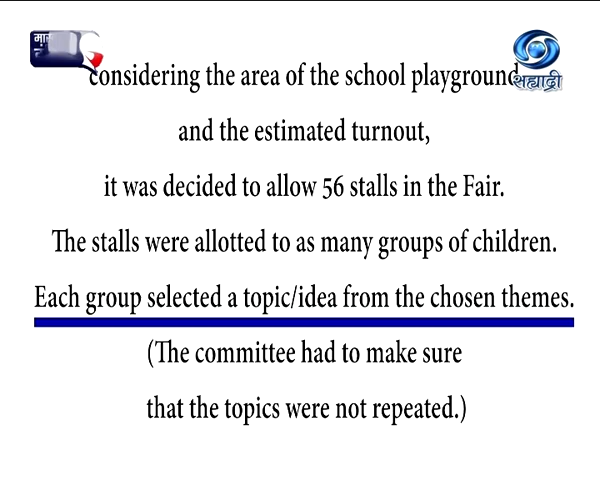 considering the area of the school playground
सह्याद्री
and the estimated turnout,
it was decided to allow 56 stalls in the Fair.
The stalls were allotted to as many groups of children.
Each group selected a topic/idea from the chosen themes.
(The committee had to make sure
that the topics were not repeated.)